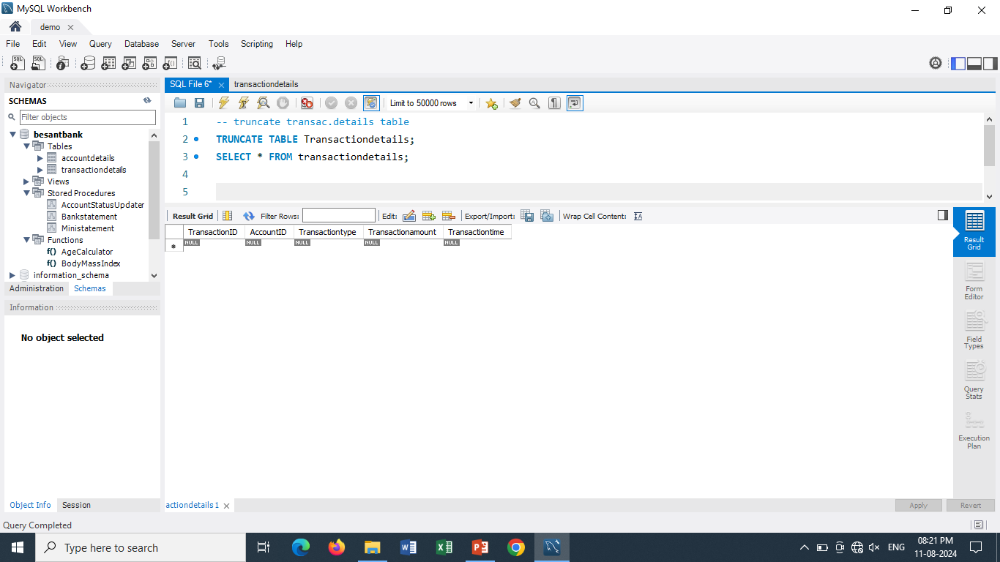 MySQL Workbench
demo
File Edit View Query Database Server Tools Scripting Help
Navigator
SCHEMAS
Filter objects
besantbank
Tables
accountdetails
transactiondetails
Views
Stored Procedures
AccountStatusUpdater
Bankstatement
Ministatement
Functions
f() AgeCalculator
f() BodyMassIndex
information_schema
Administration Schemas
Information
No object selected
Object Info Session
SQL File 6* transactiondetails
Limit to 50000 rows
1 -- truncate transac.details table
2 TRUNCATE TABLE Transactiondetails;
3 SELECT * FROM transactiondetails;
4
5
Result Grid Filter Rows: Edit: Export/Import: Wrap Cell Content:
TransactionID AccountID Transactiontype Transactionamount Transactiontime
NULL NULL NULL NULL NULL
Result
Grid
Form
Editor
Field
Types
Query
Stats
Execution
Plan
actiondetails 1
Apply Revert
Query Completed
Type here to search
ENG
08:21 PM
11-08-2024